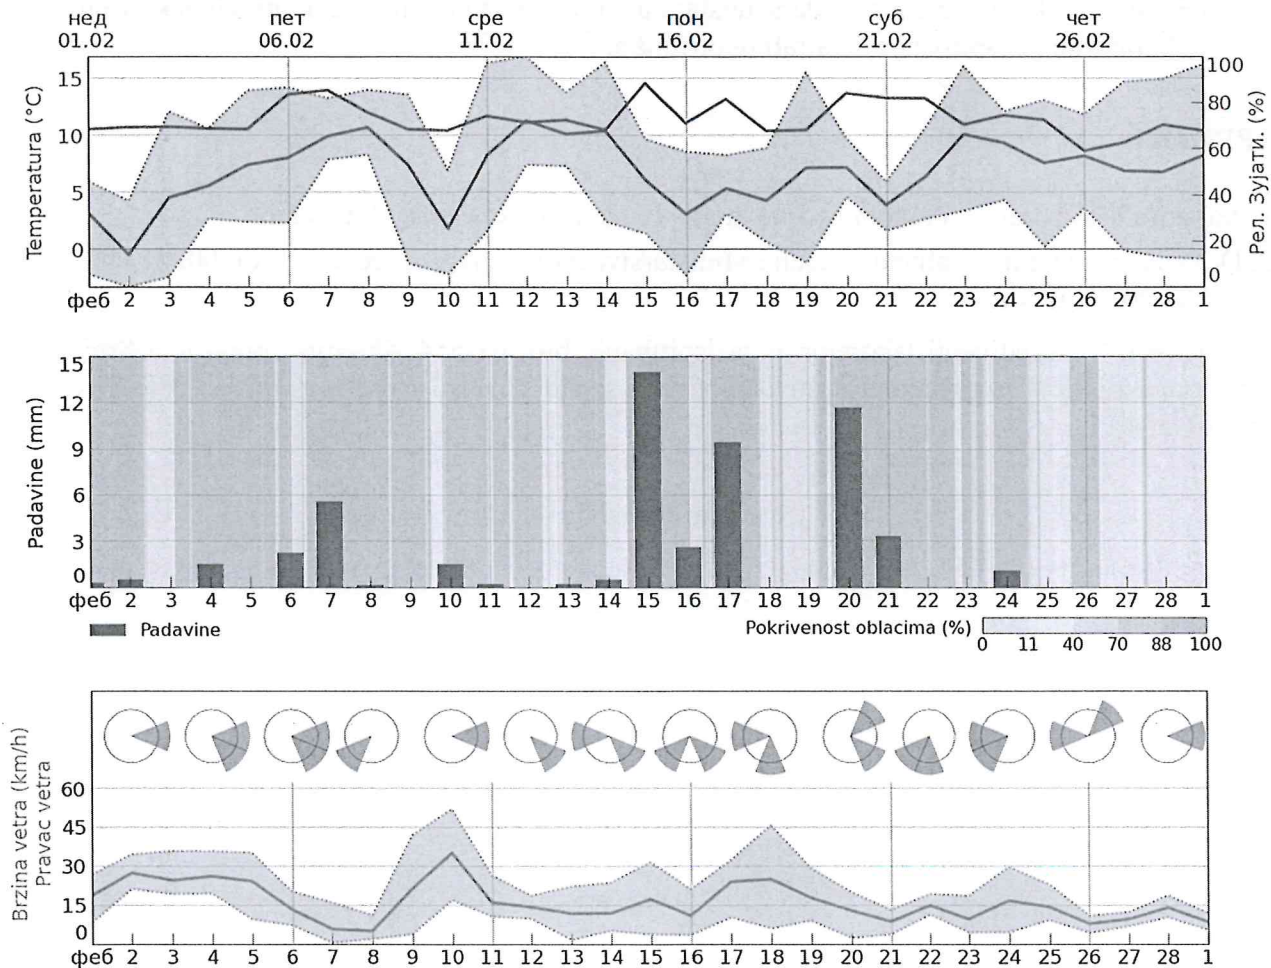 нед пет сре пон суб чет
01.02 06.02 11.02 16.02 21.02 26.02
Temperatura (°C)
15
10
5
0
100
80
60
40
20
0
Рел. Зујати. (%)
феб 2 3 4 5 6 7 8 9 10 11 12 13 14 15 16 17 18 19 20 21 22 23 24 25 26 27 28 1
Padavine (mm)
15
12
9
6
3
0
феб 2 3 4 5 6 7 8 9 10 11 12 13 14 15 16 17 18 19 20 21 22 23 24 25 26 27 28 1
Padavine
Pokrivenost oblacima (%)
0 11 40 70 88 100
Brzina vetra (km/h)
Pravac vetra
60
45
30
15
0
феб 2 3 4 5 6 7 8 9 10 11 12 13 14 15 16 17 18 19 20 21 22 23 24 25 26 27 28 1